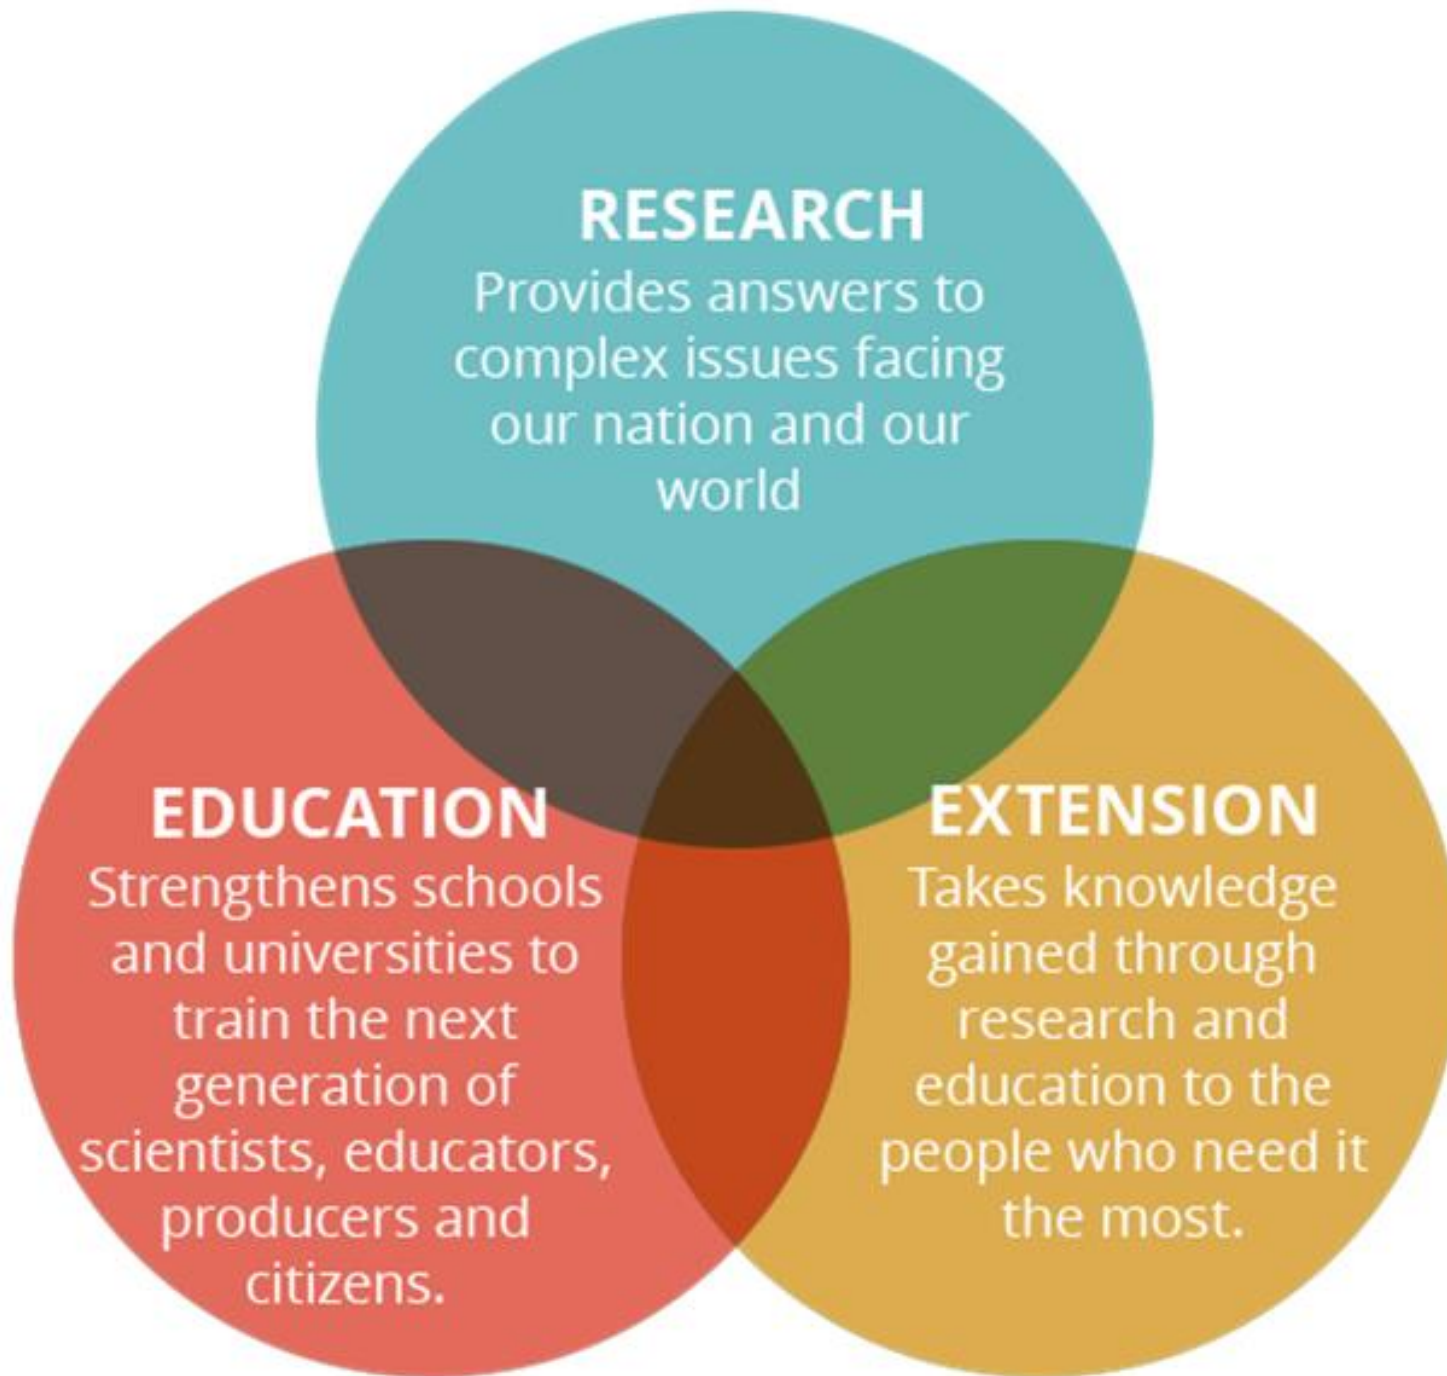 RESEARCH
Provides answers to
complex issues facing
our nation and our
world
EDUCATION
Strengthens schools
and universities to
train the next
generation of
scientists, educators,
producers and
citizens.
EXTENSION
Takes knowledge
gained through
research and
education to the
people who need it
the most.